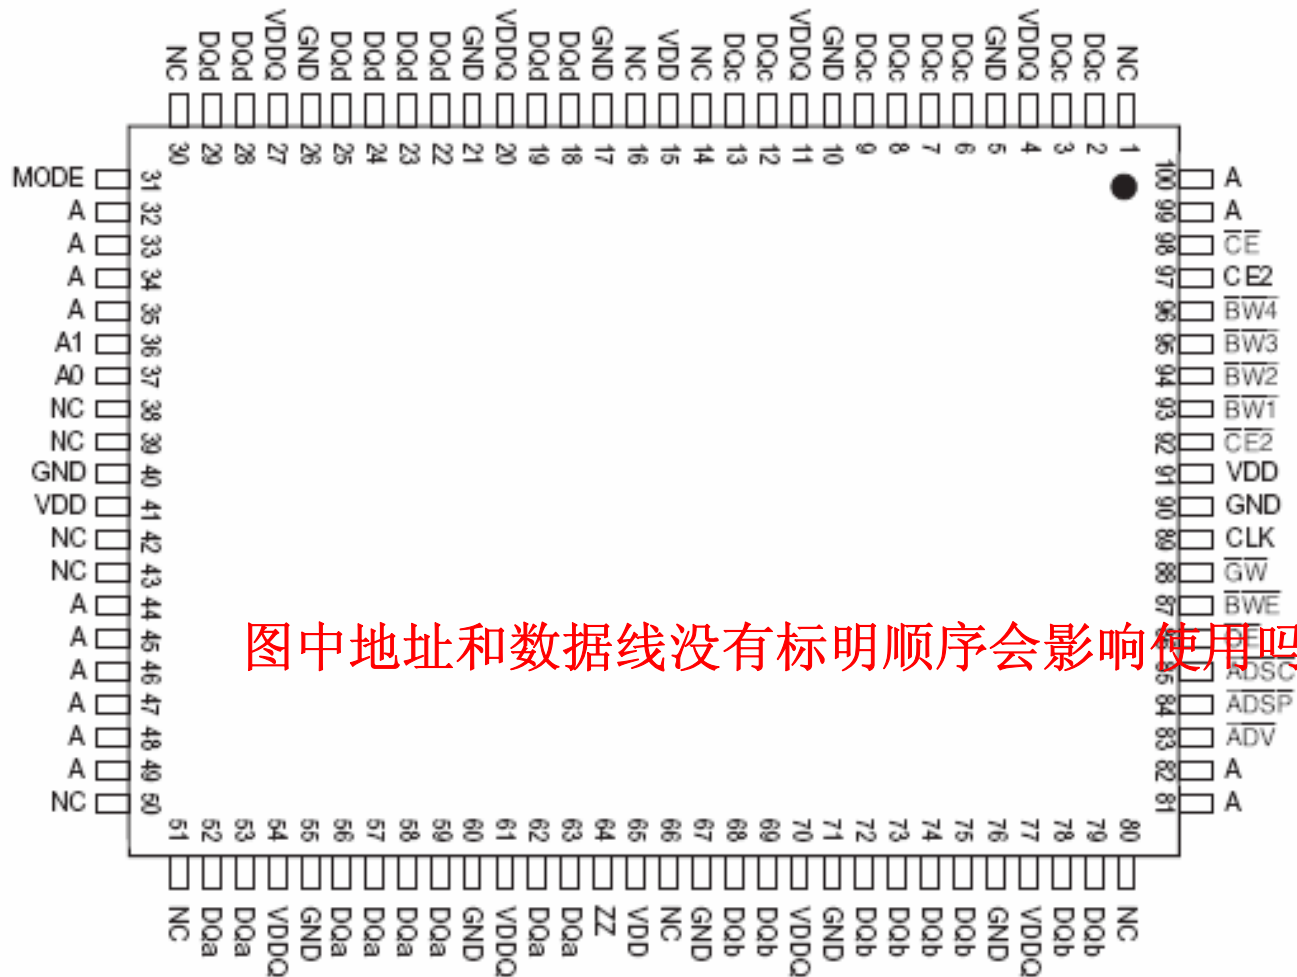 NC DQd DQd VDDQ GND DQd DQd DQd DQd GND VDDQ DQd DQd GND NC VDD NC DQc DQc VDDQ GND DQc DQc DQc DQc GND VDDQ DQc DQc NC
30 29 28 27 26 25 24 23 22 21 20 19 18 17 16 15 14 13 12 11 10 9 8 7 6 5 4 3 2 1
MODE 31 100 A
A 32 99 A
A 33 98 CE
A 34 97 CE2
A 35 96 BW4
A1 36 95 BW3
A0 37 94 BW2
NC 38 93 BW1
NC 39 92 CE2
GND 40 91 VDD
VDD 41 90 GND
NC 42 89 CLK
NC 43 88 GW
A 44 87 BWE
A 45 86 OE
图中地址和数据线没有标明顺序会影响使用吗
A 46 85 ADSC
A 47 84 ADSP
A 48 83 ADV
A 49 82 A
NC 50 81 A
51 52 53 54 55 56 57 58 59 60 61 62 63 64 65 66 67 68 69 70 71 72 73 74 75 76 77 78 79 80
NC DQa DQa VDDQ GND DQa DQa DQa DQa GND VDDQ DQa DQa ZZ VDD NC GND DQb DQb VDDQ GND DQb DQb DQb DQb GND VDDQ DQb DQb NC